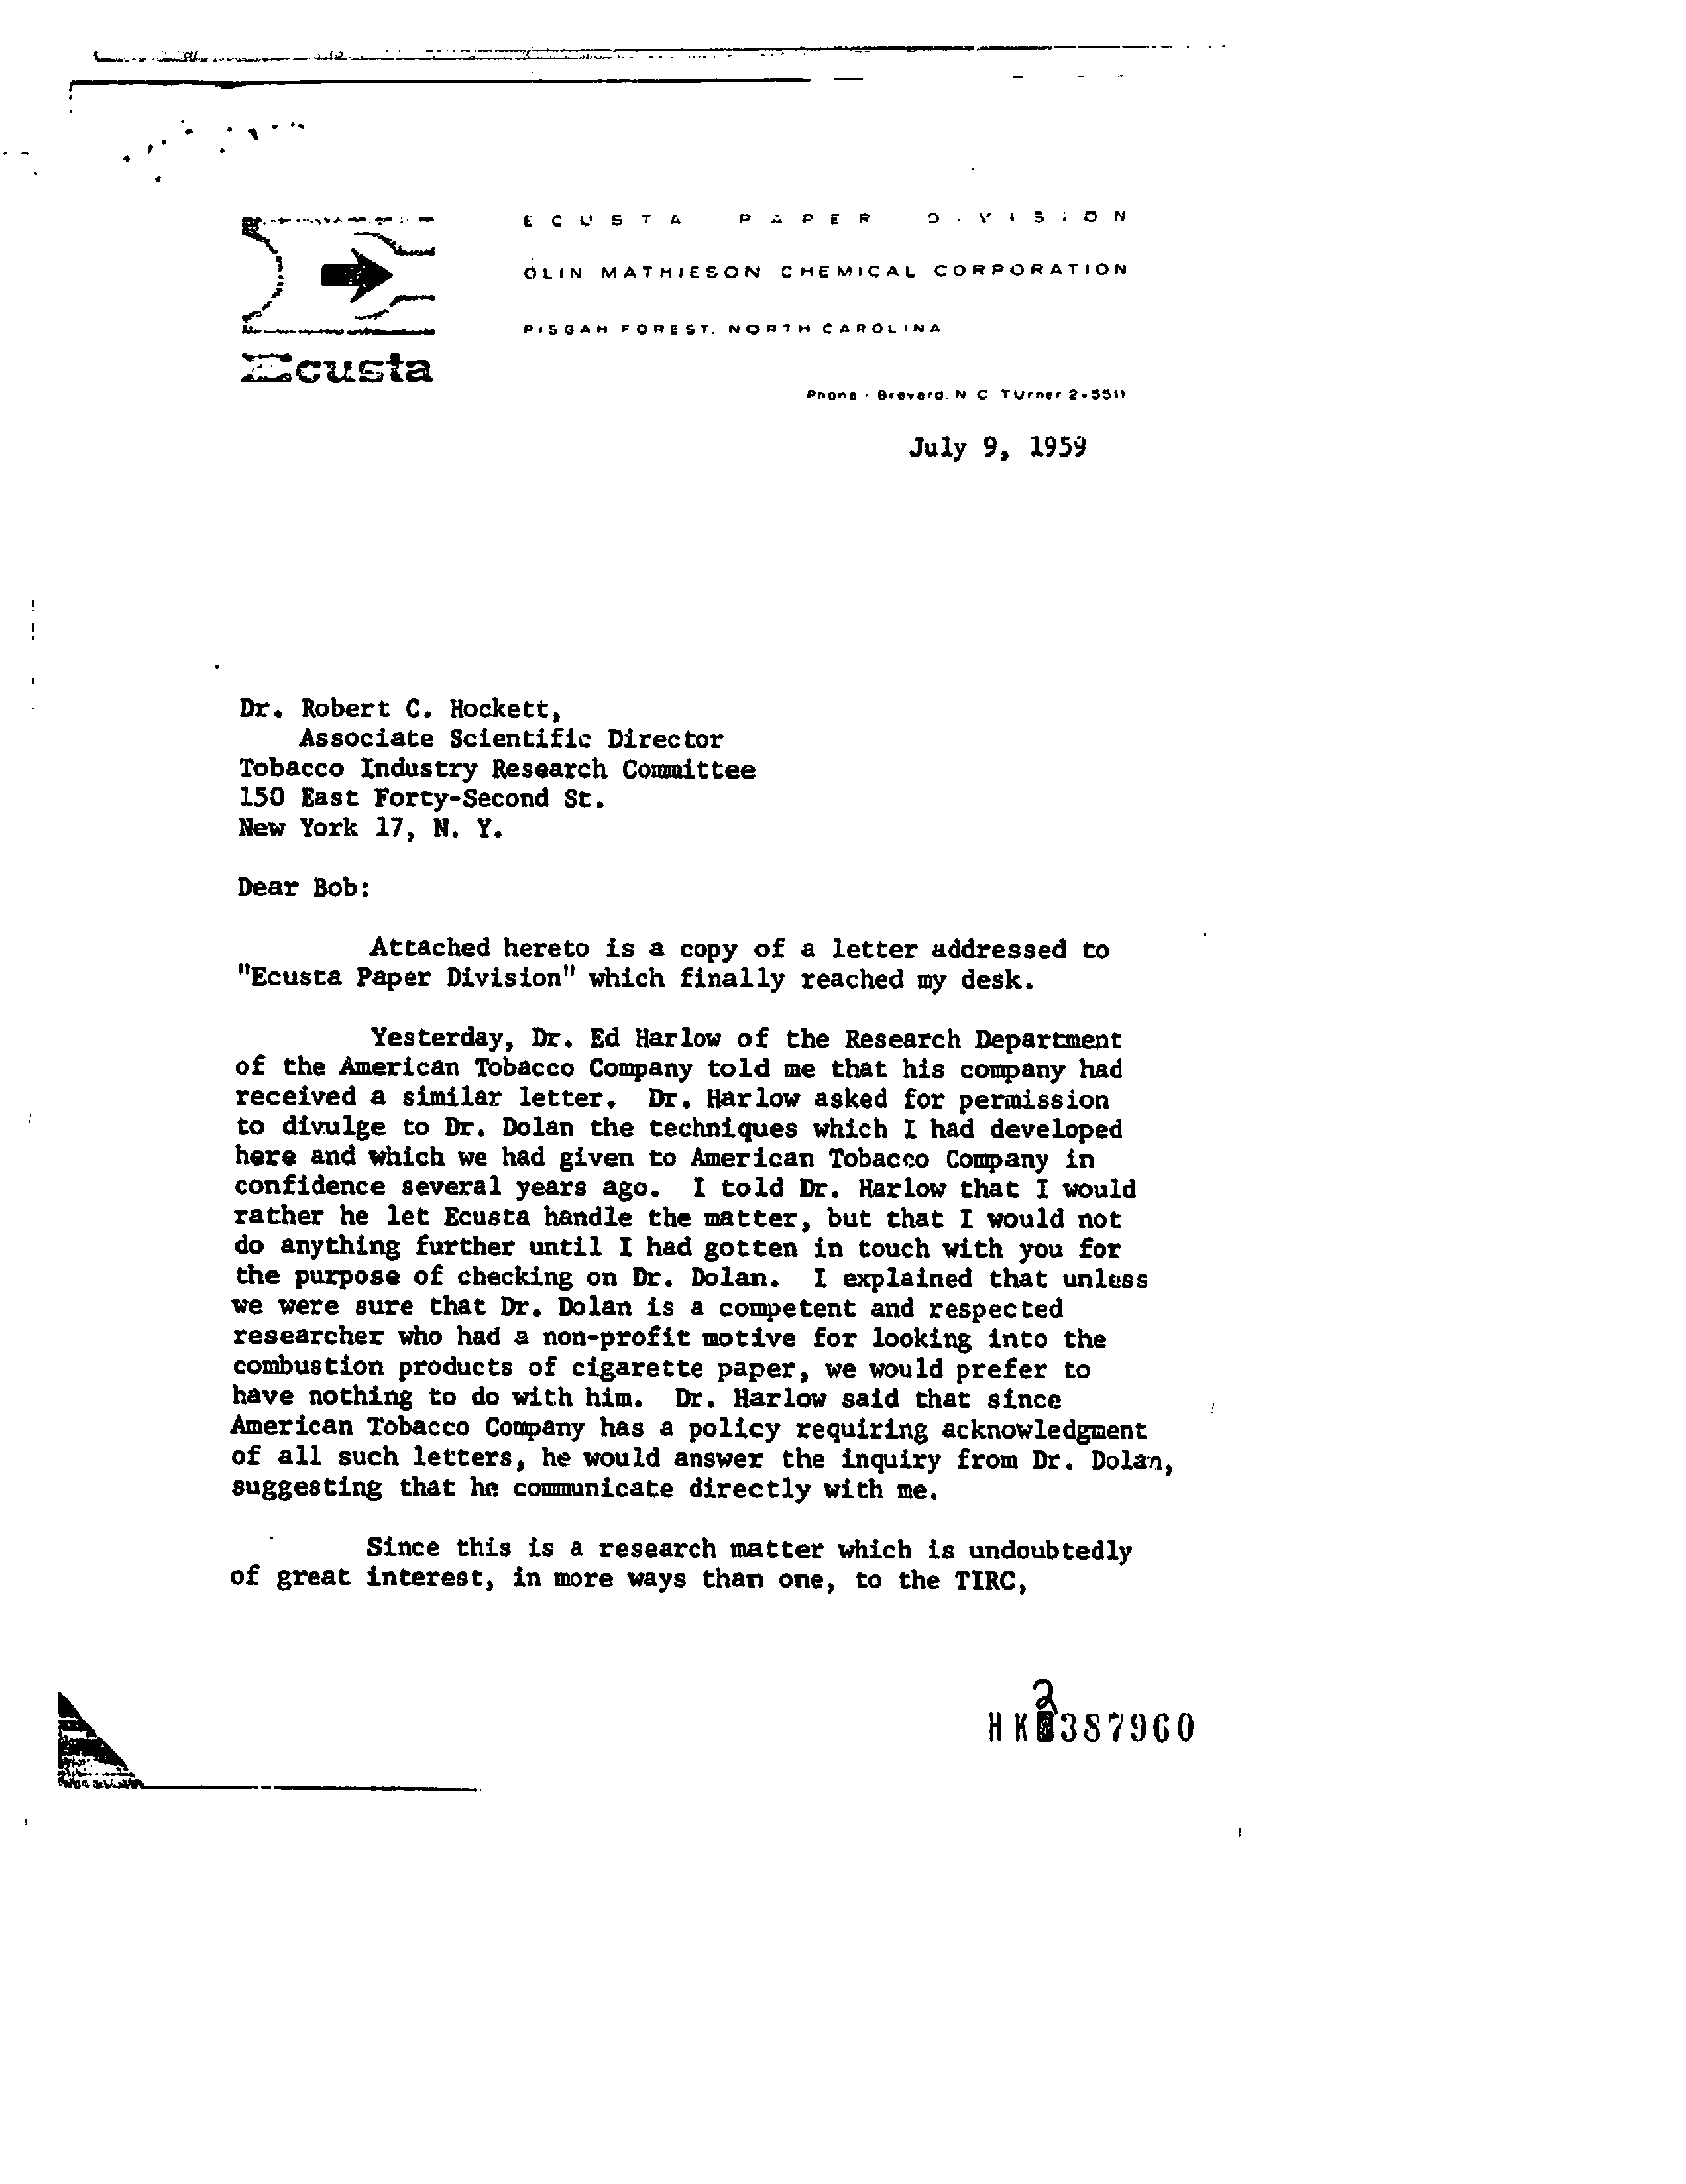 ECUSTA PAPER DIVISION
OLIN MATHIESON CHEMICAL CORPORATION
PISGAH FOREST, NORTH CAROLINA
Ecusta
Phone - Brevard, N C TUrner 2-5511
July 9, 1959
Dr. Robert C. Hockett,
Associate Scientific Director
Tobacco Industry Research Committee
150 East Forty-Second St.
New York 17, N. Y.
Dear Bob:
Attached hereto is a copy of a letter addressed to
"Ecusta Paper Division" which finally reached my desk.
Yesterday, Dr. Ed Harlow of the Research Department
of the American Tobacco Company told me that his company had
received a similar letter. Dr. Harlow asked for permission
to divulge to Dr. Dolan the techniques which I had developed
here and which we had given to American Tobacco Company in
confidence several years ago. I told Dr. Harlow that I would
rather he let Ecusta handle the matter, but that I would not
do anything further until I had gotten in touch with you for
the purpose of checking on Dr. Dolan. I explained that unless
we were sure that Dr. Dolan is a competent and respected
researcher who had a non-profit motive for looking into the
combustion products of cigarette paper, we would prefer to
have nothing to do with him. Dr. Harlow said that since
American Tobacco Company has a policy requiring acknowledgment
of all such letters, he would answer the inquiry from Dr. Dolan,
suggesting that he communicate directly with me.
Since this is a research matter which is undoubtedly
of great interest, in more ways than one, to the TIRC,
2
HK0387960